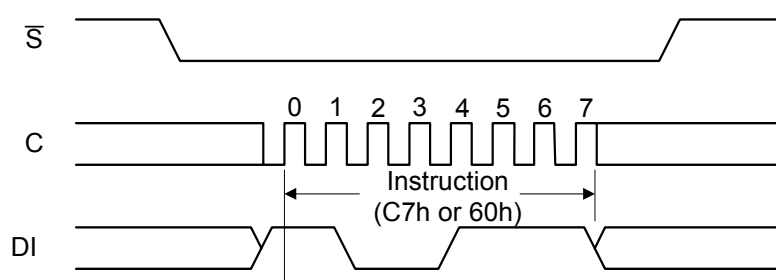 S̅
0 1 2 3 4 5 6 7
C
Instruction
(C7h or 60h)
DI